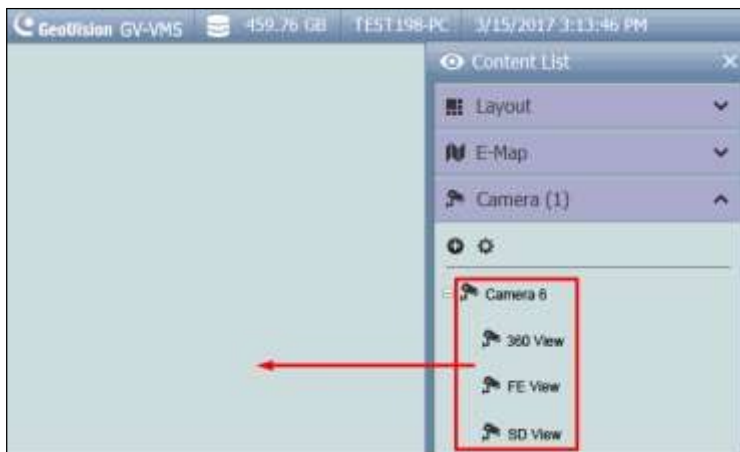 GeoVision GV-VMS 459.76 GB TEST198-PC 3/15/2017 3:13:46 PM
Content List
Layout
E-Map
Camera (1)
Camera 6
360 View
FE View
SD View